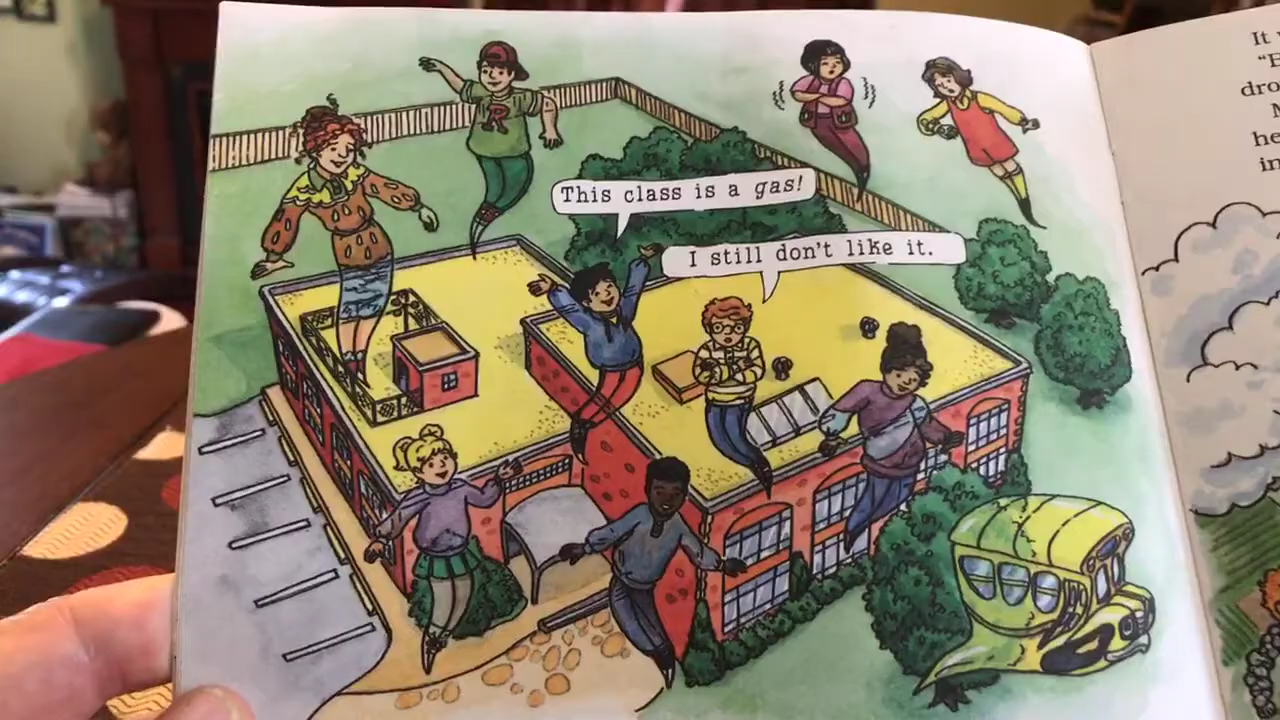 This class is a gas!
I still don't like it.
R
It
dro
he
in